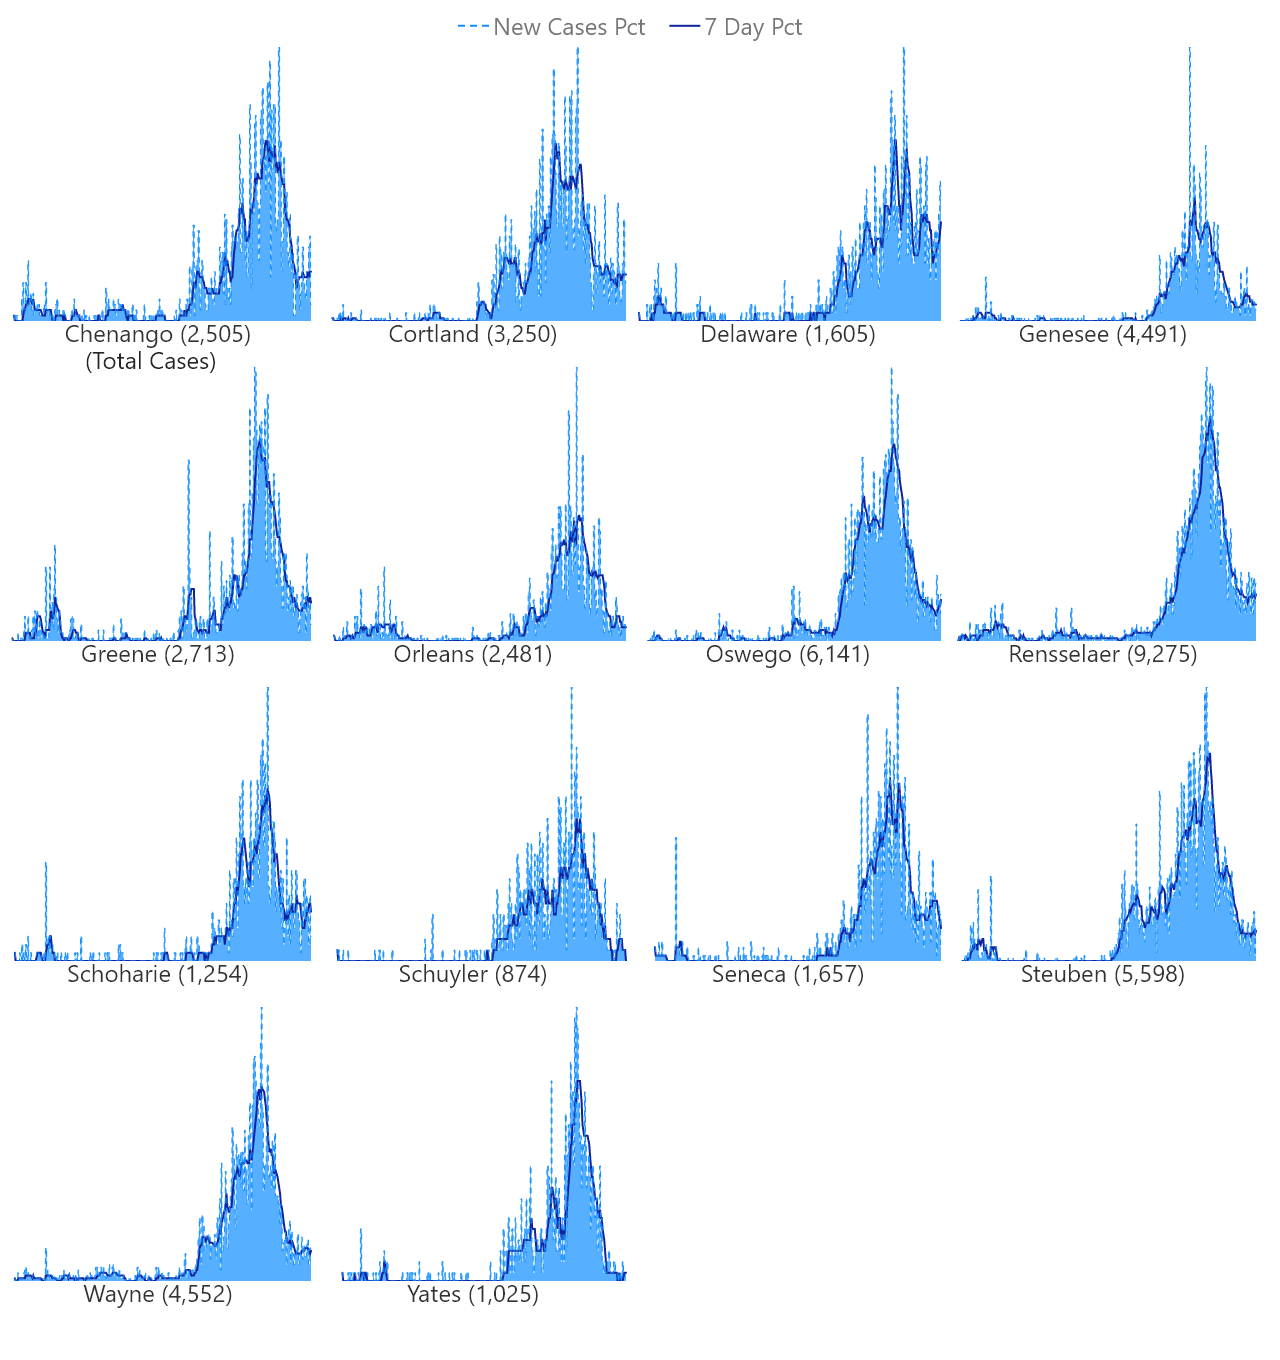 New Cases Pct 7 Day Pct
Chenango (2,505) Cortland (3,250) Delaware (1,605) Genesee (4,491)
(Total Cases)
Greene (2,713) Orleans (2,481) Oswego (6,141) Rensselaer (9,275)
Schoharie (1,254) Schuyler (874) Seneca (1,657) Steuben (5,598)
Wayne (4,552) Yates (1,025)